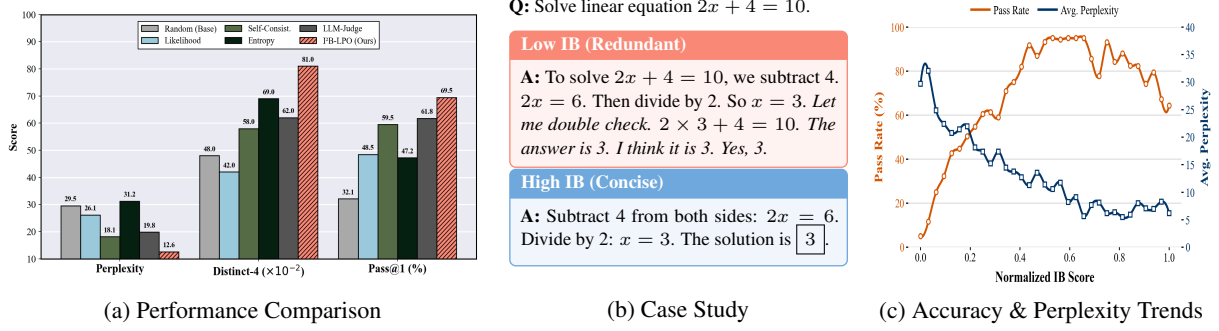 Random (Base)
Likelihood
Self-Consist.
Entropy
LLM-Judge
FB-LPO (Ours)
Score
100
90
80
70
60
50
40
30
20
10
29.5
26.1
18.1
31.2
19.8
12.6
48.0
42.0
58.0
69.0
62.0
81.0
32.1
48.5
59.5
47.2
61.8
69.5
Perplexity
Distinct-4 (×10⁻²)
Pass@1 (%)
(a) Performance Comparison
Q: Solve linear equation 2x + 4 = 10.
Low IB (Redundant)
A: To solve 2x + 4 = 10, we subtract 4.
2x = 6. Then divide by 2. So x = 3. Let
me double check. 2 × 3 + 4 = 10. The
answer is 3. I think it is 3. Yes, 3.
High IB (Concise)
A: Subtract 4 from both sides: 2x = 6.
Divide by 2: x = 3. The solution is 3.
(b) Case Study
Pass Rate
Avg. Perplexity
Pass Rate (%)
100
80
60
40
20
0
Avg. Perplexity
40
35
30
25
20
15
10
5
0
0.0
0.2
0.4
0.6
0.8
1.0
Normalized IB Score
(c) Accuracy & Perplexity Trends